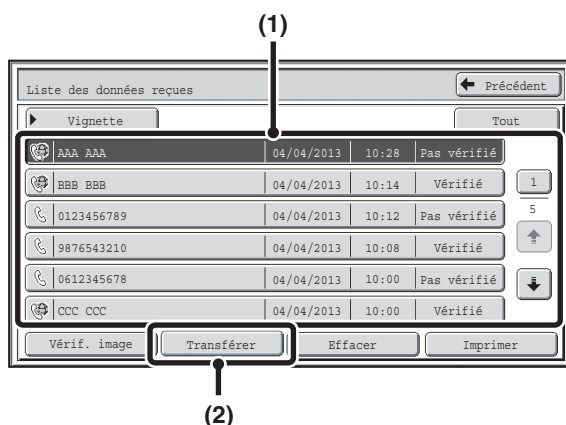 (1)
Liste des données reçues
Précédent
Vignette Tout
AAA AAA 04/04/2013 10:28 Pas vérifié
BBB BBB 04/04/2013 10:14 Vérifié 1
0123456789 04/04/2013 10:12 Pas vérifié 5
9876543210 04/04/2013 10:08 Vérifié
0612345678 04/04/2013 10:00 Pas vérifié
CCC CCC 04/04/2013 10:00 Vérifié
Vérif. image Transférer Effacer Imprimer
(2)